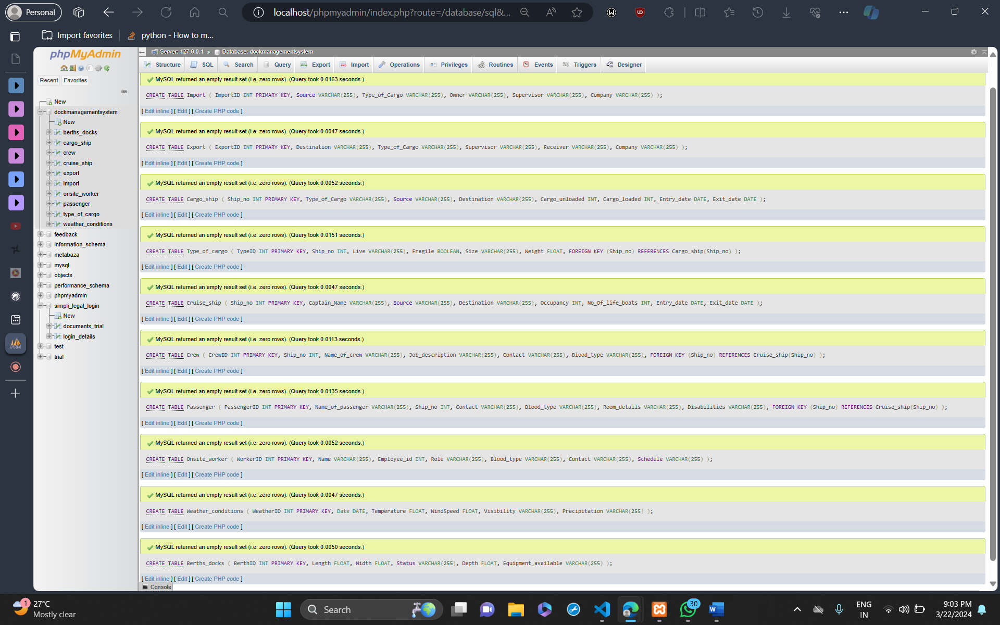 Personal
localhost/phpmyadmin/index.php?route=/database/sql&...
Import favorites
python - How to m...
phpMyAdmin
Recent Favorites
New
dockmanagementsystem
New
berths_docks
cargo_ship
crew
cruise_ship
export
import
onsite_worker
passenger
type_of_cargo
weather_conditions
feedback
information_schema
metabaza
mysql
objects
performance_schema
phpmyadmin
simpli_legal_login
New
documents_trial
login_details
test
trial
Server: 127.0.0.1 » Database: dockmanagementsystem
Structure SQL Search Query Export Import Operations Privileges Routines Events Triggers Designer
MySQL returned an empty result set (i.e. zero rows). (Query took 0.0163 seconds.)
CREATE TABLE Import ( ImportID INT PRIMARY KEY, Source VARCHAR(255), Type_of_Cargo VARCHAR(255), Owner VARCHAR(255), Supervisor VARCHAR(255), Company VARCHAR(255) );
[ Edit inline ] [ Edit ] [ Create PHP code ]
MySQL returned an empty result set (i.e. zero rows). (Query took 0.0047 seconds.)
CREATE TABLE Export ( ExportID INT PRIMARY KEY, Destination VARCHAR(255), Type_of_Cargo VARCHAR(255), Supervisor VARCHAR(255), Receiver VARCHAR(255), Company VARCHAR(255) );
[ Edit inline ] [ Edit ] [ Create PHP code ]
MySQL returned an empty result set (i.e. zero rows). (Query took 0.0052 seconds.)
CREATE TABLE Cargo_ship ( Ship_no INT PRIMARY KEY, Type_of_Cargo VARCHAR(255), Source VARCHAR(255), Destination VARCHAR(255), Cargo_unloaded INT, Cargo_loaded INT, Entry_date DATE, Exit_date DATE );
[ Edit inline ] [ Edit ] [ Create PHP code ]
MySQL returned an empty result set (i.e. zero rows). (Query took 0.0151 seconds.)
CREATE TABLE Type_of_cargo ( TypeID INT PRIMARY KEY, Ship_no INT, Live VARCHAR(255), Fragile BOOLEAN, Size VARCHAR(255), Weight FLOAT, FOREIGN KEY (Ship_no) REFERENCES Cargo_ship(Ship_no) );
[ Edit inline ] [ Edit ] [ Create PHP code ]
MySQL returned an empty result set (i.e. zero rows). (Query took 0.0047 seconds.)
CREATE TABLE Cruise_ship ( Ship_no INT PRIMARY KEY, Captain_Name VARCHAR(255), Source VARCHAR(255), Destination VARCHAR(255), Occupancy INT, No_Of_life_boats INT, Entry_date DATE, Exit_date DATE );
[ Edit inline ] [ Edit ] [ Create PHP code ]
MySQL returned an empty result set (i.e. zero rows). (Query took 0.0113 seconds.)
CREATE TABLE Crew ( CrewID INT PRIMARY KEY, Ship_no INT, Name_of_crew VARCHAR(255), Job_description VARCHAR(255), Contact VARCHAR(255), Blood_type VARCHAR(255), FOREIGN KEY (Ship_no) REFERENCES Cruise_ship(Ship_no) );
[ Edit inline ] [ Edit ] [ Create PHP code ]
MySQL returned an empty result set (i.e. zero rows). (Query took 0.0135 seconds.)
CREATE TABLE Passenger ( PassengerID INT PRIMARY KEY, Name_of_passenger VARCHAR(255), Ship_no INT, Contact VARCHAR(255), Blood_type VARCHAR(255), Room_details VARCHAR(255), Disabilities VARCHAR(255), FOREIGN KEY (Ship_no) REFERENCES Cruise_ship(Ship_no) );
[ Edit inline ] [ Edit ] [ Create PHP code ]
MySQL returned an empty result set (i.e. zero rows). (Query took 0.0052 seconds.)
CREATE TABLE Onsite_worker ( WorkerID INT PRIMARY KEY, Name VARCHAR(255), Employee_id INT, Role VARCHAR(255), Blood_type VARCHAR(255), Contact VARCHAR(255), Schedule VARCHAR(255) );
[ Edit inline ] [ Edit ] [ Create PHP code ]
MySQL returned an empty result set (i.e. zero rows). (Query took 0.0047 seconds.)
CREATE TABLE Weather_conditions ( WeatherID INT PRIMARY KEY, Date DATE, Temperature FLOAT, WindSpeed FLOAT, Visibility VARCHAR(255), Precipitation VARCHAR(255) );
[ Edit inline ] [ Edit ] [ Create PHP code ]
MySQL returned an empty result set (i.e. zero rows). (Query took 0.0050 seconds.)
CREATE TABLE Berths_docks ( BerthID INT PRIMARY KEY, Length FLOAT, Width FLOAT, Status VARCHAR(255), Depth FLOAT, Equipment_available VARCHAR(255) );
[ Edit inline ] [ Edit ] [ Create PHP code ]
Console
1
27°C
Mostly clear
Search
30
ENG
IN
9:03 PM
3/22/2024